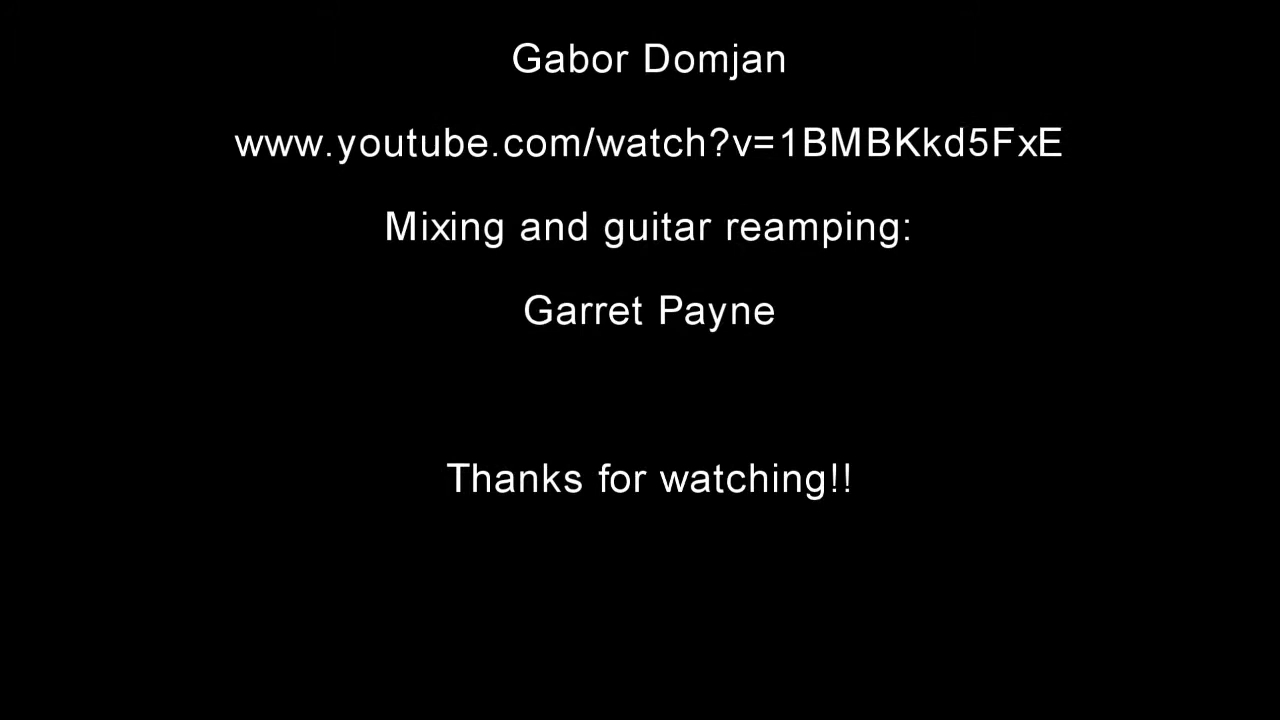 Gabor Domjan
www.youtube.com/watch?v=1BMBKkd5FxE
Mixing and guitar reamping:
Garret Payne
Thanks for watching!!